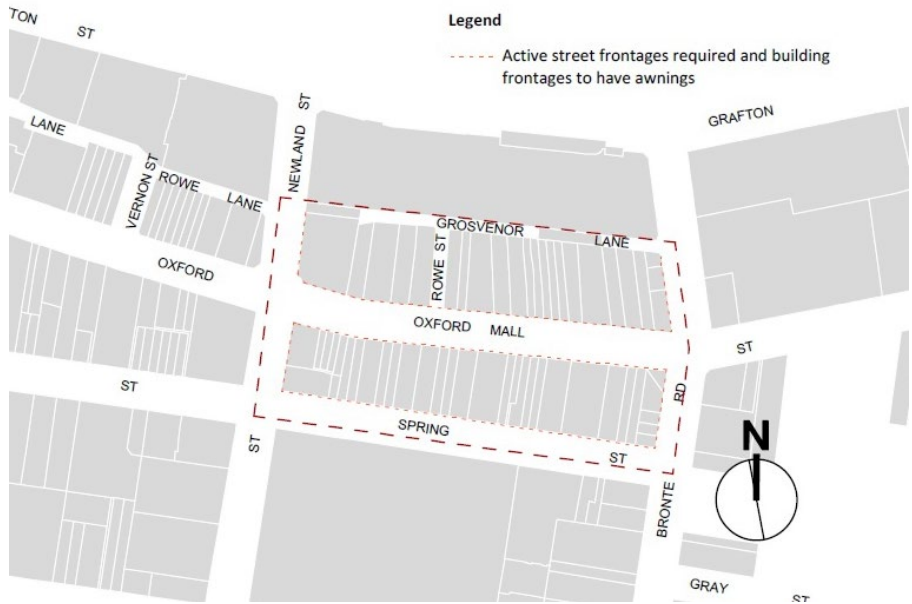 TON ST
Legend
Active street frontages required and building
frontages to have awnings
NEWLAND ST
GRAFTON
LANE
VERNON ST
ROWE LANE
GROSVENOR LANE
ROWE ST
OXFORD
OXFORD MALL
ST
ST
RD
SPRING ST
ST
N
BRONTE
GRAY ST